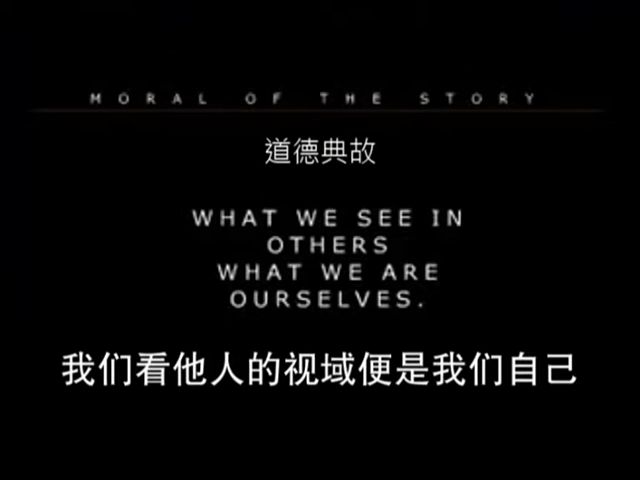 MORAL OF THE STORY
道德典故
WHAT WE SEE IN
OTHERS
WHAT WE ARE
OURSELVES.
我们看他人的视域便是我们自己